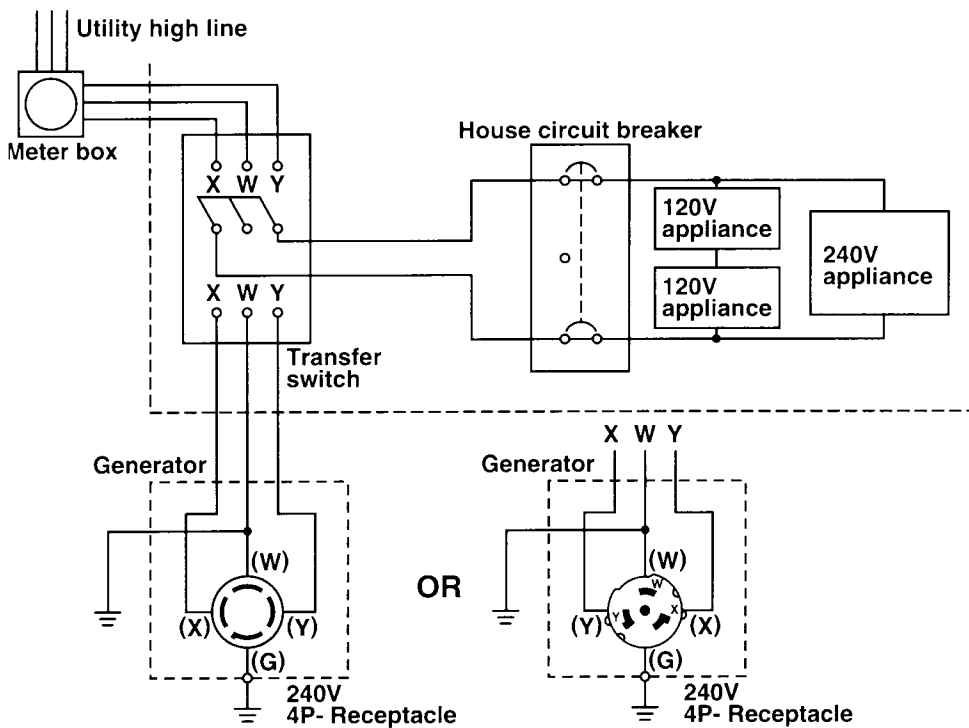 Utility high line
Meter box
House circuit breaker
X W Y
120V
appliance
120V
appliance
240V
appliance
X W Y
Transfer
switch
Generator
(W)
(X)
(Y)
(G)
240V
4P- Receptacle
OR
X W Y
Generator
(W)
W
Y
X
(Y)
(X)
(G)
240V
4P- Receptacle